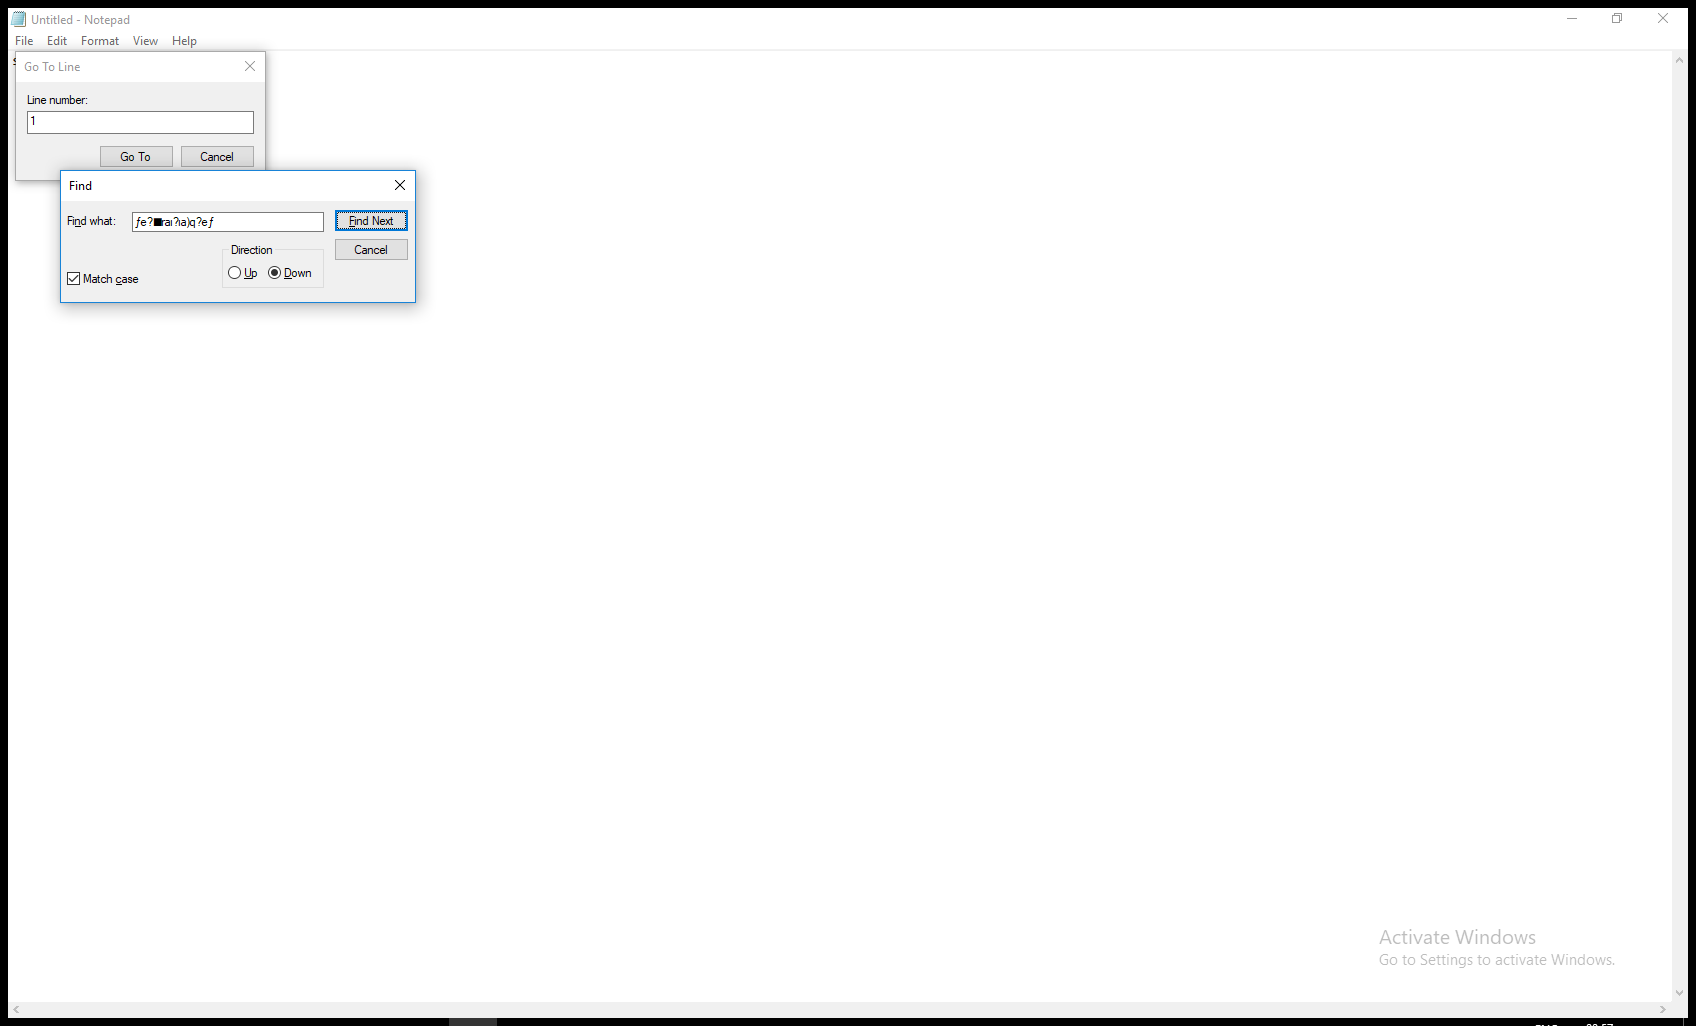 Untitled - Notepad
File Edit Format View Help
Go To Line
Line number:
1
Go To Cancel
Find
Find what: ƒe?■raı?ıa)q?eƒ Find Next
Direction Cancel
Up Down
Match case
Activate Windows
Go to Settings to activate Windows.